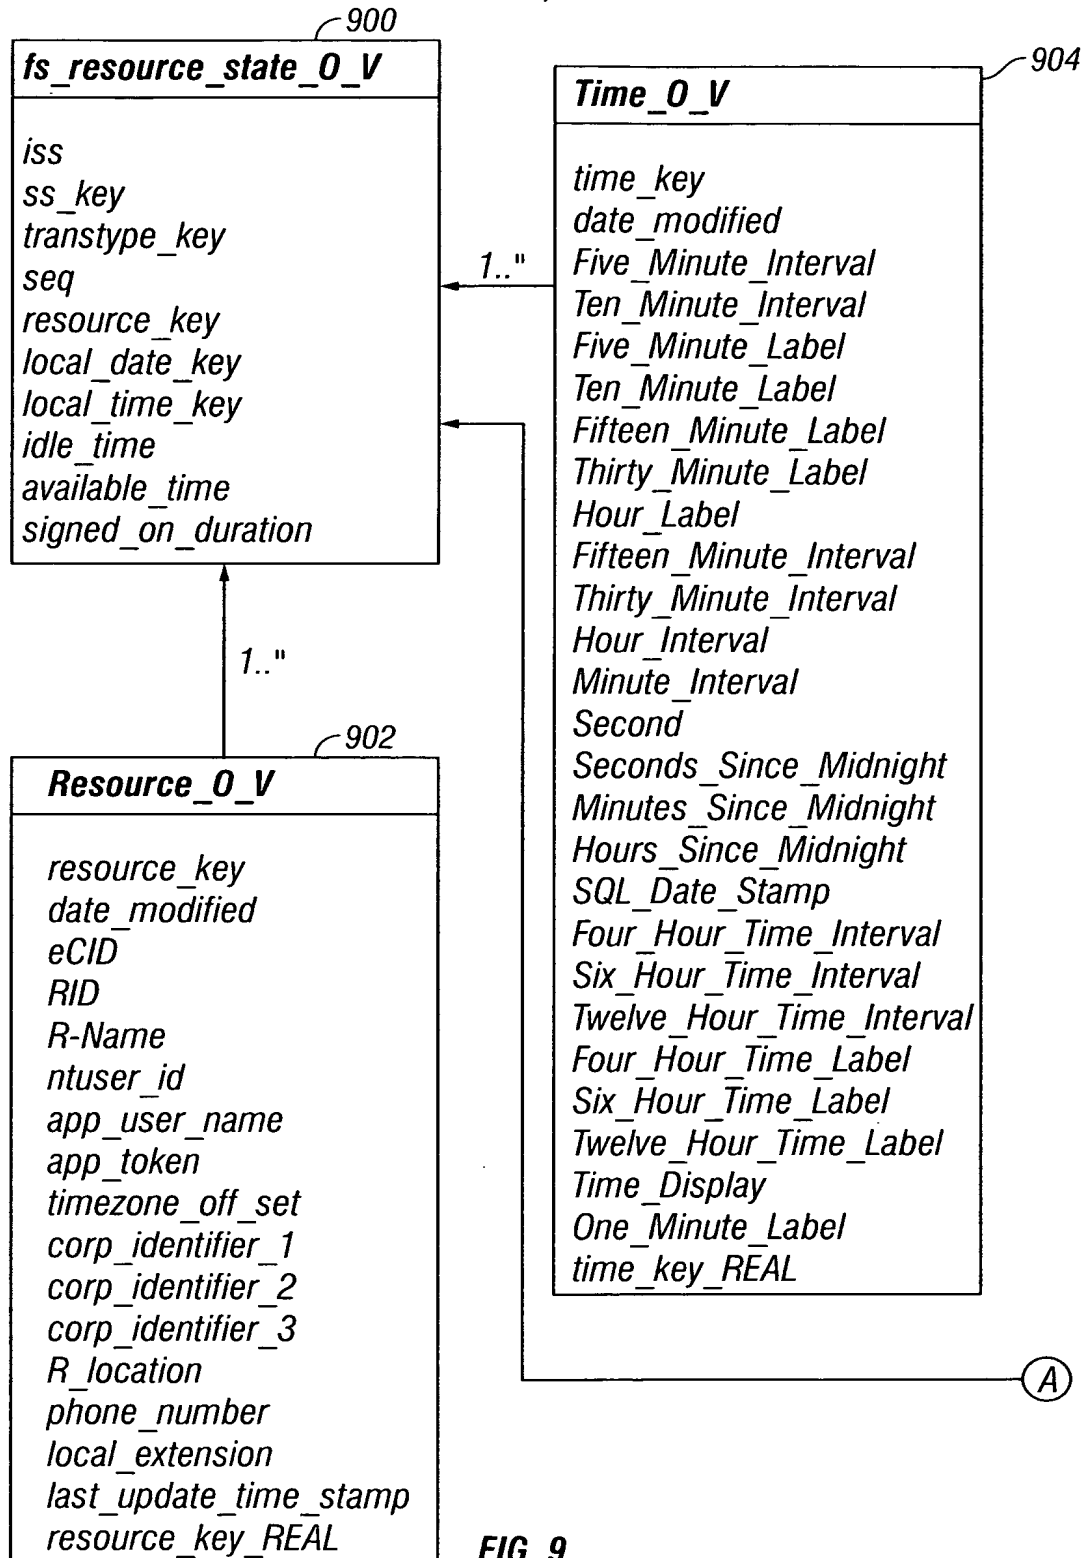 900
fs_resource_state_O_V
iss
ss_key
transtype_key
seq
resource_key
local_date_key
local_time_key
idle_time
available_time
signed_on_duration
1.."
904
Time_O_V
time_key
date_modified
Five_Minute_Interval
Ten_Minute_Interval
Five_Minute_Label
Ten_Minute_Label
Fifteen_Minute_Label
Thirty_Minute_Label
Hour_Label
Fifteen_Minute_Interval
Thirty_Minute_Interval
Hour_Interval
Minute_Interval
Second
Seconds_Since_Midnight
Minutes_Since_Midnight
Hours_Since_Midnight
SQL_Date_Stamp
Four_Hour_Time_Interval
Six_Hour_Time_Interval
Twelve_Hour_Time_Interval
Four_Hour_Time_Label
Six_Hour_Time_Label
Twelve_Hour_Time_Label
Time_Display
One_Minute_Label
time_key_REAL
1.."
902
Resource_O_V
resource_key
date_modified
eCID
RID
R-Name
ntuser_id
app_user_name
app_token
timezone_off_set
corp_identifier_1
corp_identifier_2
corp_identifier_3
R_location
phone_number
local_extension
last_update_time_stamp
resource_key_REAL
A
FIG. 9